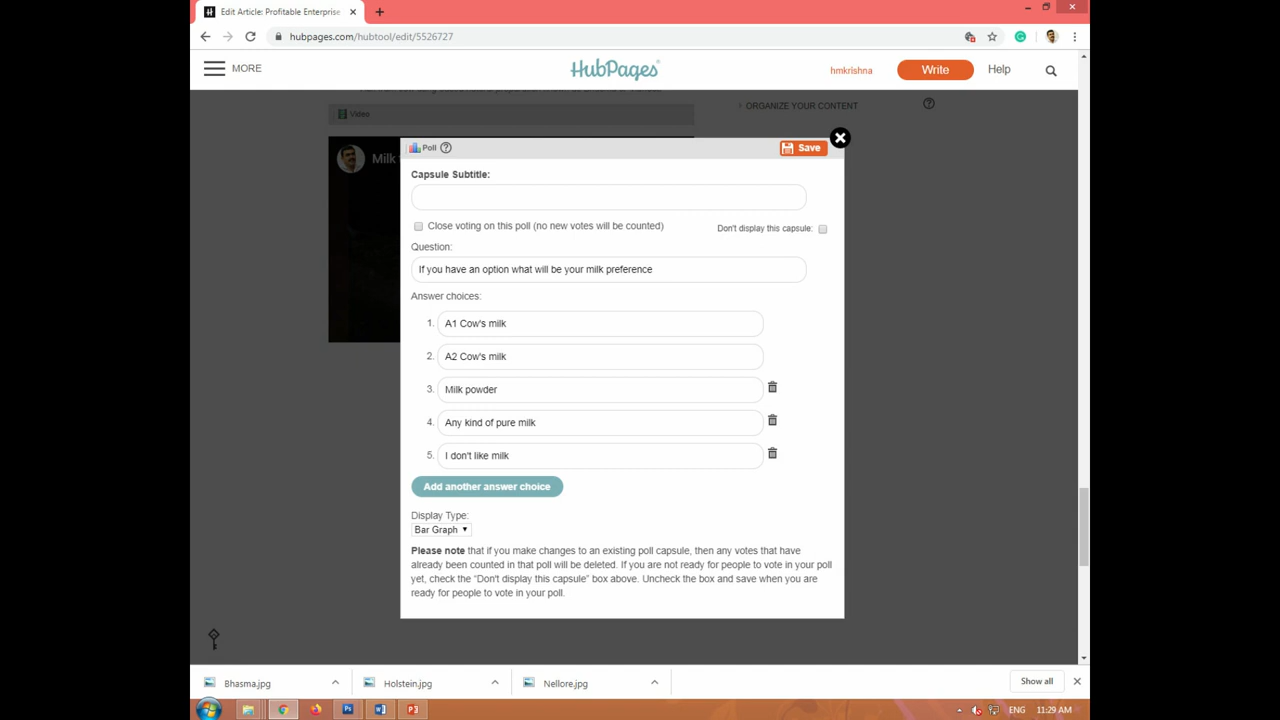 Edit Article: Profitable Enterprise
hubpages.com/hubtool/edit/5526727
MORE
HubPages
hmkrishna
Write
Help
ORGANIZE YOUR CONTENT
Video
Milk
Poll
Save
Capsule Subtitle:
Close voting on this poll (no new votes will be counted)
Don't display this capsule:
Question:
If you have an option what will be your milk preference
Answer choices:
1. A1 Cow's milk
2. A2 Cow's milk
3. Milk powder
4. Any kind of pure milk
5. I don't like milk
Add another answer choice
Display Type:
Bar Graph
Please note that if you make changes to an existing poll capsule, then any votes that have
already been counted in that poll will be deleted. If you are not ready for people to vote in your poll
yet, check the “Don't display this capsule” box above. Uncheck the box and save when you are
ready for people to vote in your poll.
Bhasma.jpg
Holstein.jpg
Nellore.jpg
Show all
ENG
11:29 AM